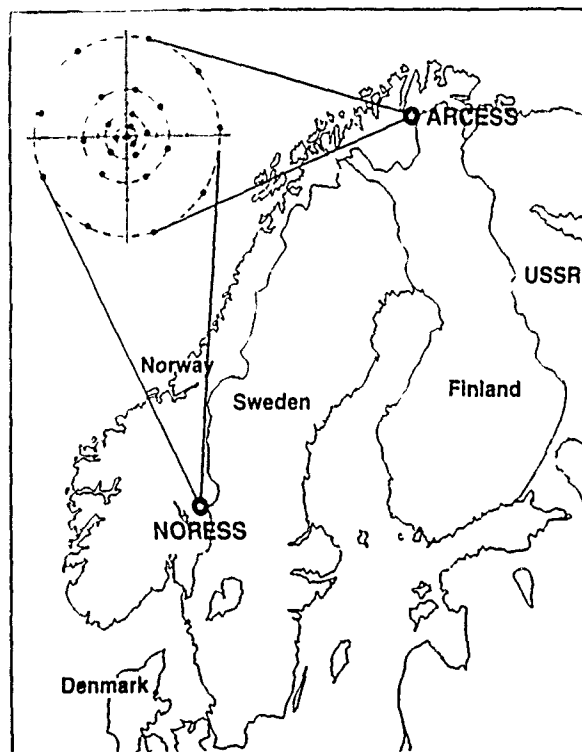 ARCESS
USSR
Norway
Sweden
Finland
NORESS
Denmark